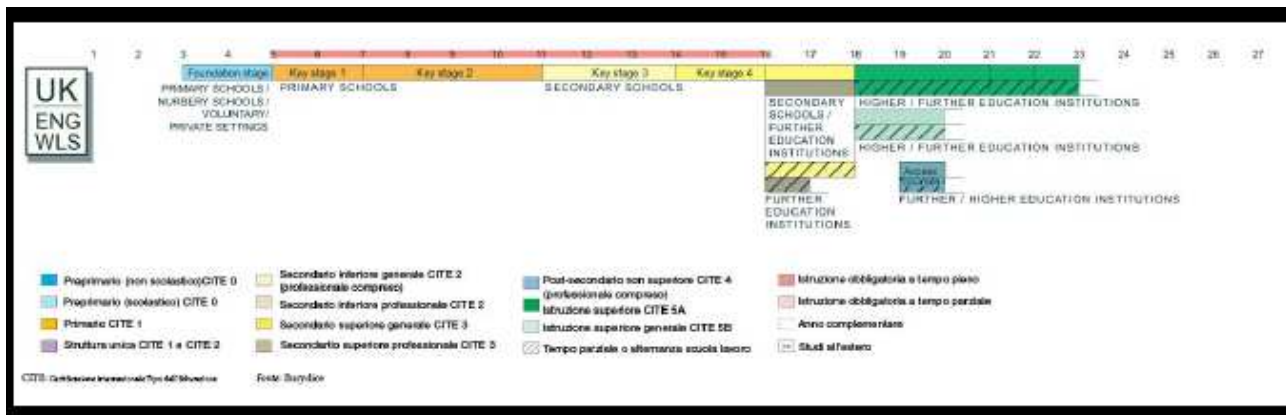 1 2 3 4 5 6 7 8 9 10 11 12 13 14 15 16 17 18 19 20 21 22 23 24 25 26 27
UK
ENG
WLS
Foundation stage Key stage 1 Key stage 2 Key stage 3 Key stage 4
PRIMARY SCHOOLS /
NURSERY SCHOOLS /
VOLUNTARY/
PRIVATE SETTINGS
PRIMARY SCHOOLS
SECONDARY SCHOOLS
SECONDARY
SCHOOLS /
FURTHER
EDUCATION
INSTITUTIONS
HIGHER / FURTHER EDUCATION INSTITUTIONS
HIGHER / FURTHER EDUCATION INSTITUTIONS
Access
courses
FURTHER
EDUCATION
INSTITUTIONS
FURTHER / HIGHER EDUCATION INSTITUTIONS
Preprimario (non scolastico)CITE 0
Preprimario (scolastico) CITE 0
Primario CITE 1
Struttura unica CITE 1 e CITE 2
Secondario inferiore generale CITE 2
(professionale compreso)
Secondario inferiore professionale CITE 2
Secondario superiore generale CITE 3
Secondario superiore professionale CITE 3
Post-secondario non superiore CITE 4
(professionale compreso)
Istruzione superiore CITE 5A
Istruzione superiore generale CITE 5B
Tempo parziale o alternanza scuola lavoro
Istruzione obbligatoria a tempo pieno
Istruzione obbligatoria a tempo parziale
Anno complementare
Studi all'estero
CITE: Internazionale Tipo dell'
Fonte: Eurydice